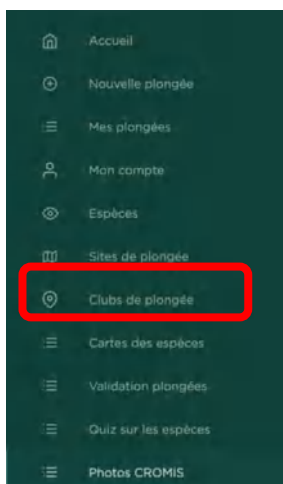 Accueil
Nouvelle plongée
Mes plongées
Mon compte
Espèces
Sites de plongée
Clubs de plongée
Cartes des espèces
Validation plongées
Quiz sur les espèces
Photos CROMIS